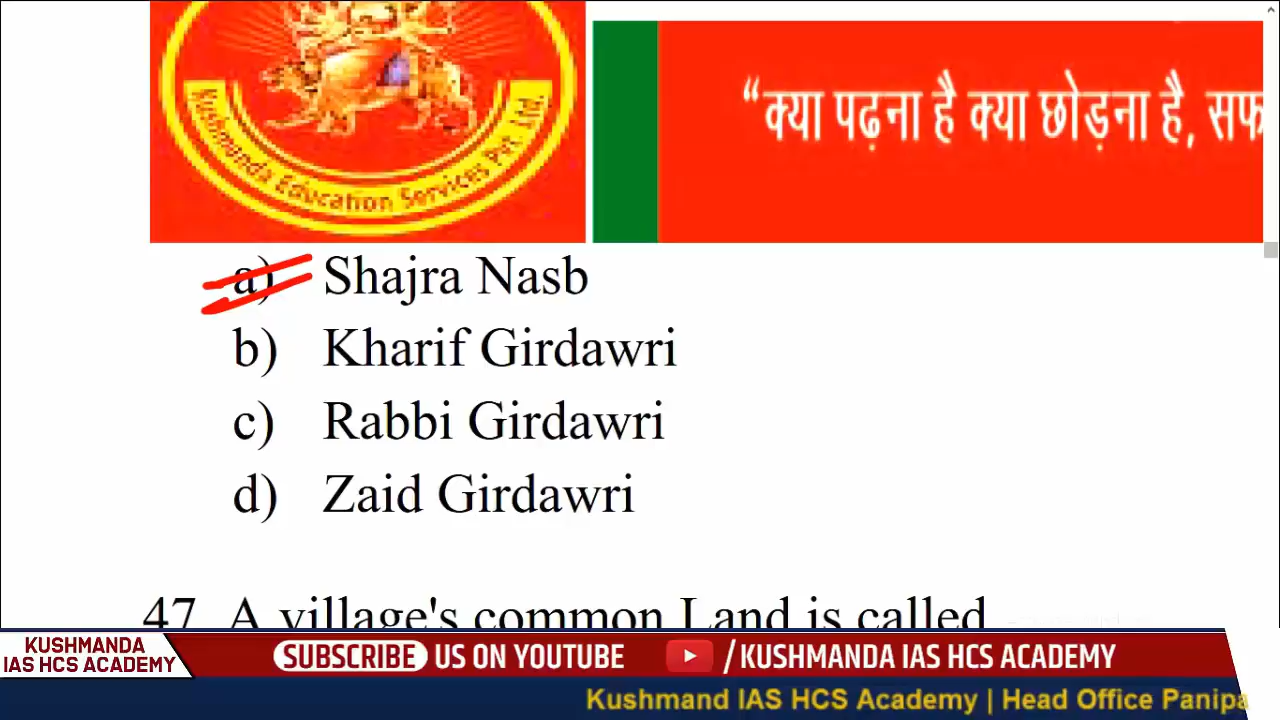 Kushmanda Education Services Pvt. Ltd.
“क्या पढ़ना है क्या छोड़ना है, सफ
a) Shajra Nasb
b) Kharif Girdawri
c) Rabbi Girdawri
d) Zaid Girdawri
47 A village's common Land is called
KUSHMANDA
IAS HCS ACADEMY
SUBSCRIBE US ON YOUTUBE /KUSHMANDA IAS HCS ACADEMY
Kushmand IAS HCS Academy | Head Office Panipa